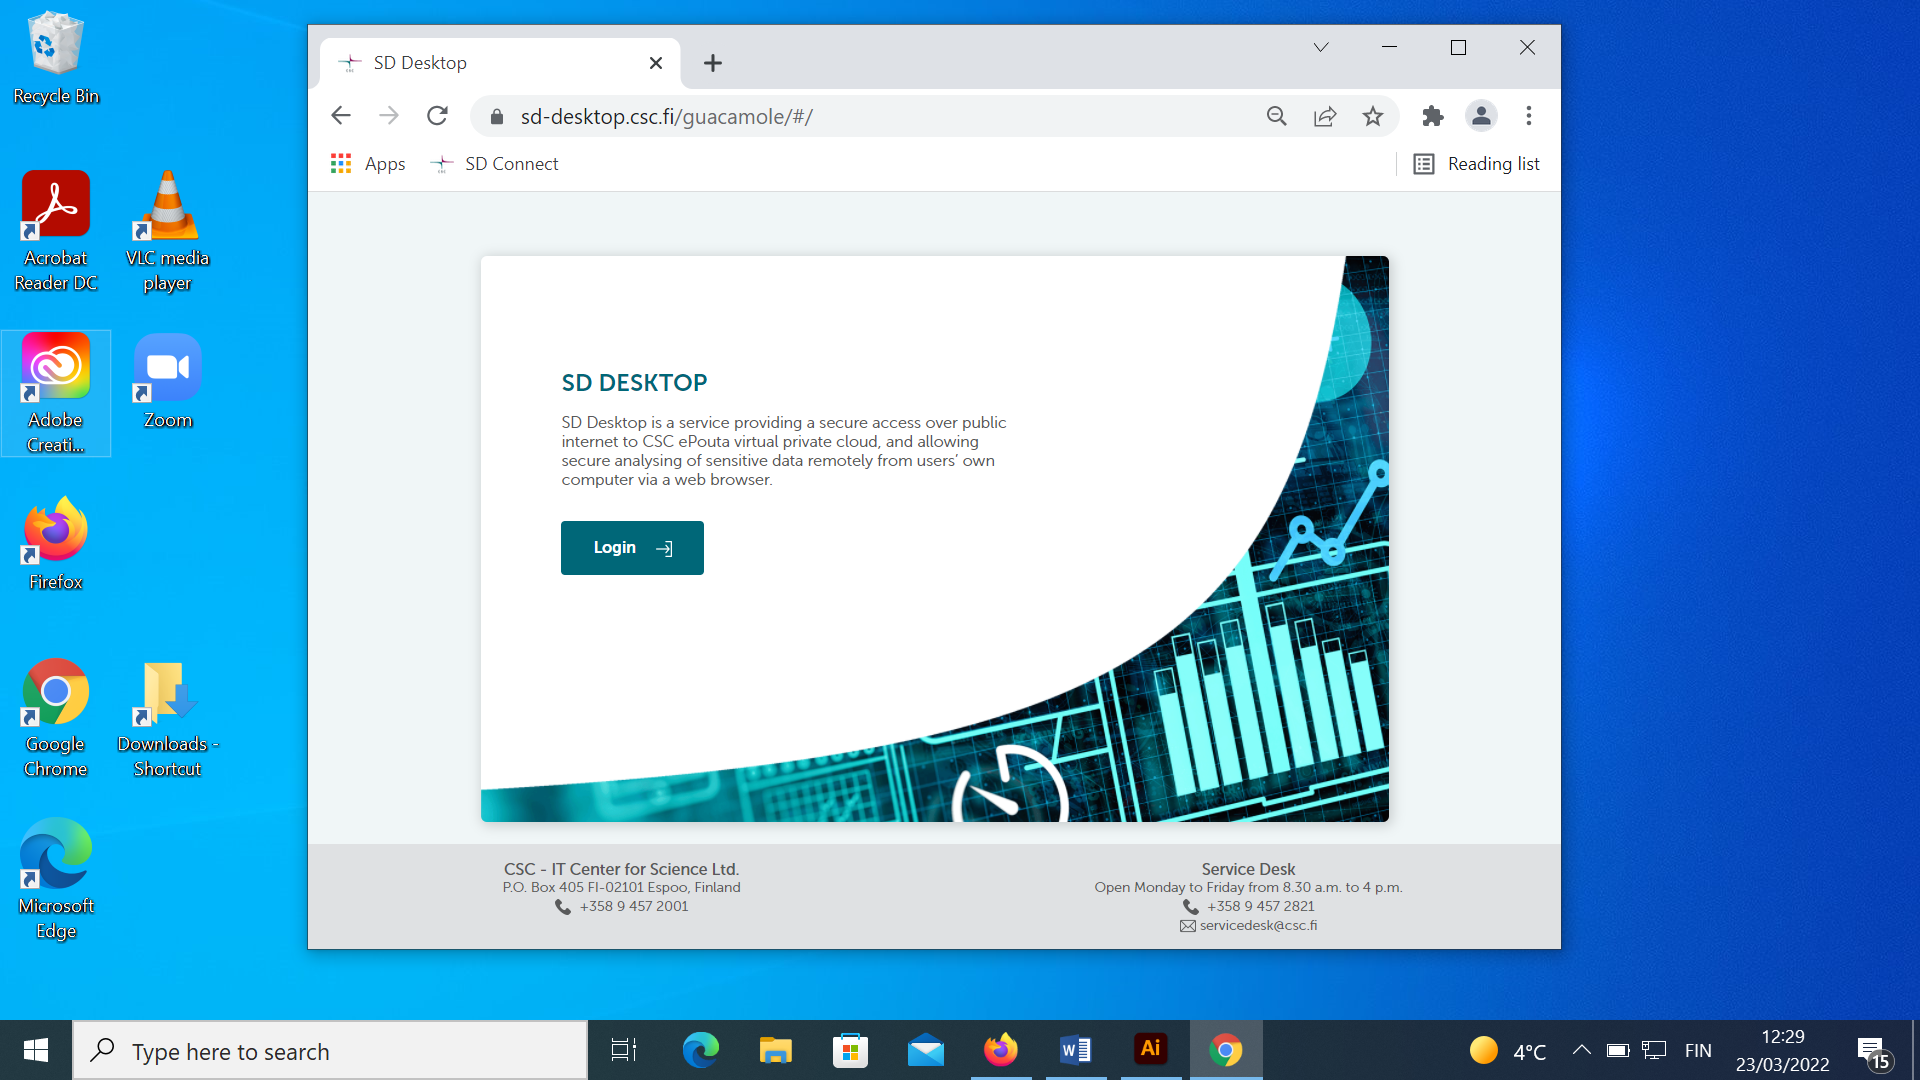 Recycle Bin
Acrobat
Reader DC
VLC media
player
Adobe
Creati...
Zoom
Firefox
Google
Chrome
Downloads -
Shortcut
Microsoft
Edge
SD Desktop
sd-desktop.csc.fi/guacamole/#/
Apps
SD Connect
Reading list
SD DESKTOP
SD Desktop is a service providing a secure access over public
internet to CSC ePouta virtual private cloud, and allowing
secure analysing of sensitive data remotely from users’ own
computer via a web browser.
Login
CSC - IT Center for Science Ltd.
P.O. Box 405 FI-02101 Espoo, Finland
+358 9 457 2001
Service Desk
Open Monday to Friday from 8.30 a.m. to 4 p.m.
+358 9 457 2821
servicedesk@csc.fi
Type here to search
W
Ai
4°C
FIN
12:29
23/03/2022
15